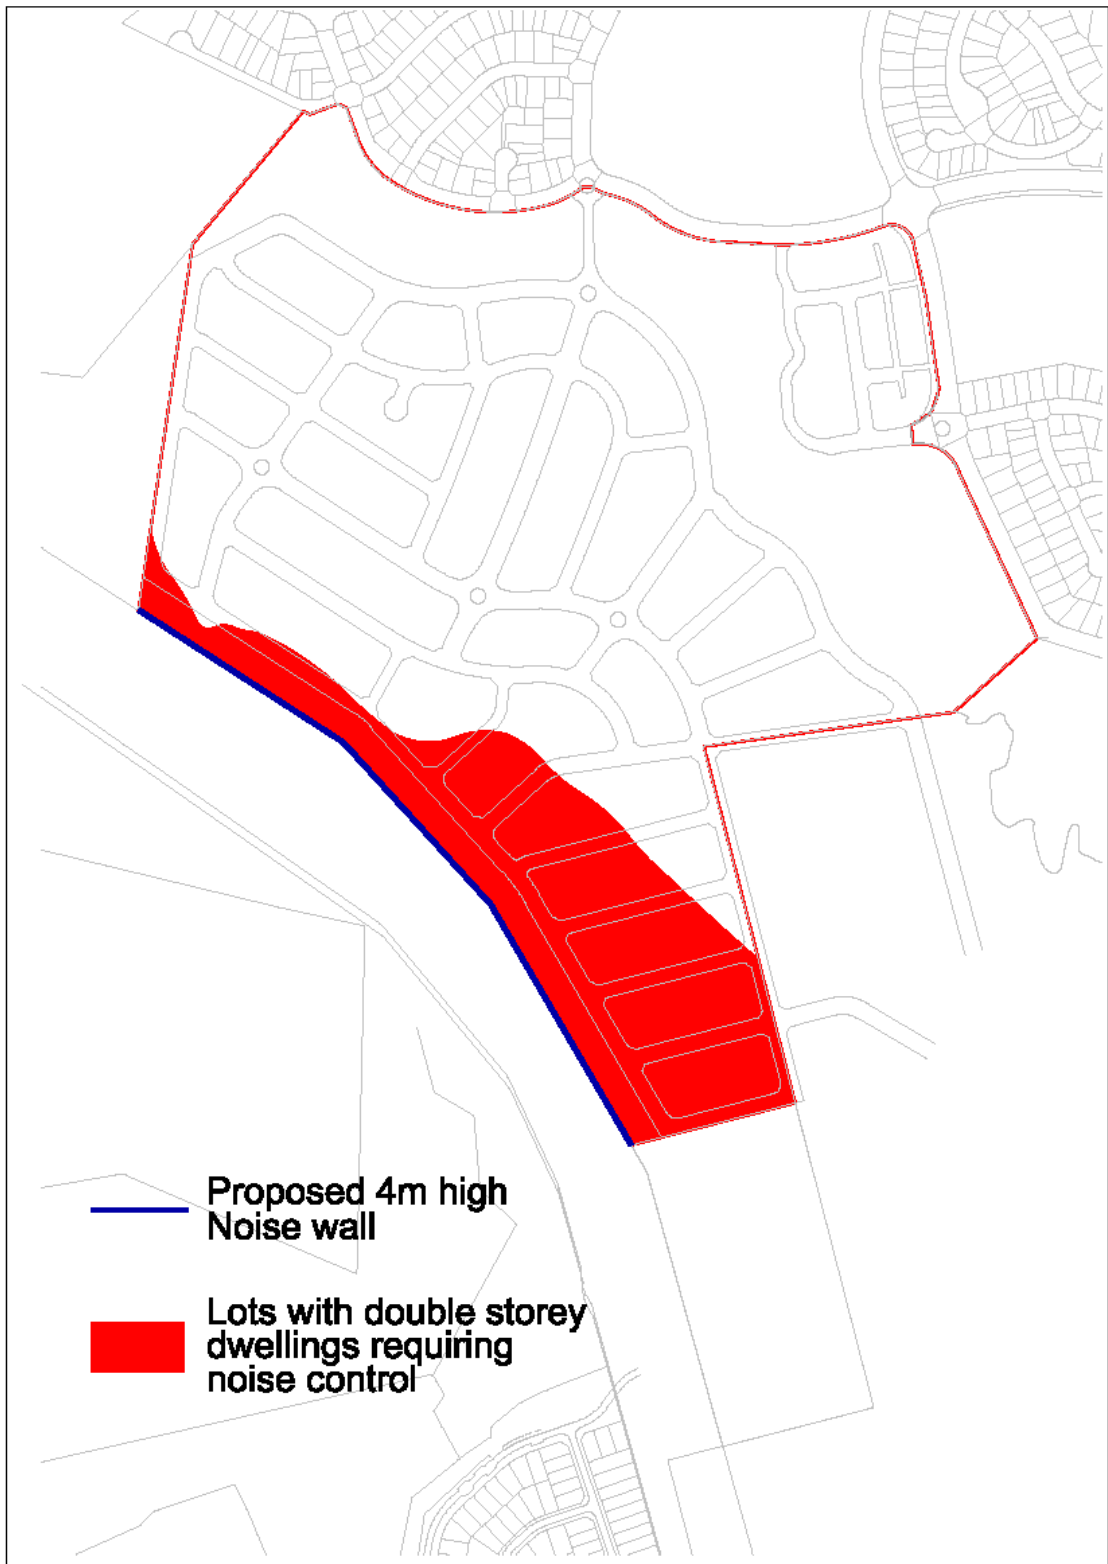 Proposed 4m high
Noise wall
Lots with double storey
dwellings requiring
noise control